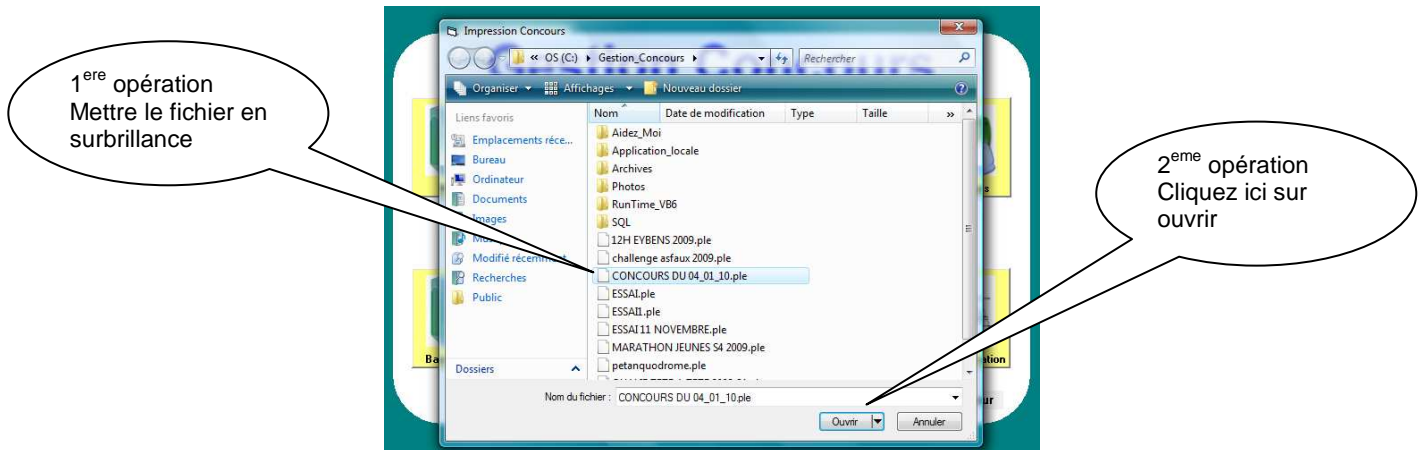 Impression Concours
Gestion Concours
« OS (C:) ▸ Gestion_Concours ▸
Rechercher
Organiser
Affichages
Nouveau dossier
Liens favoris
Emplacements réce...
Bureau
Ordinateur
Documents
Images
Modifié récemment
Recherches
Public
Dossiers
Nom Date de modification Type Taille »
Aidez_Moi
Application_locale
Archives
Photos
RunTime_VB6
SQL
12H EYBENS 2009.ple
challenge asfaux 2009.ple
CONCOURS DU 04_01_10.ple
ESSAI.ple
ESSAI1.ple
ESSAI 11 NOVEMBRE.ple
MARATHON JEUNES S4 2009.ple
petanquodrome.ple
Nom du fichier : CONCOURS DU 04_01_10.ple
Ouvrir
Annuler
1ere opération
Mettre le fichier en
surbrillance
2eme opération
Cliquez ici sur
ouvrir